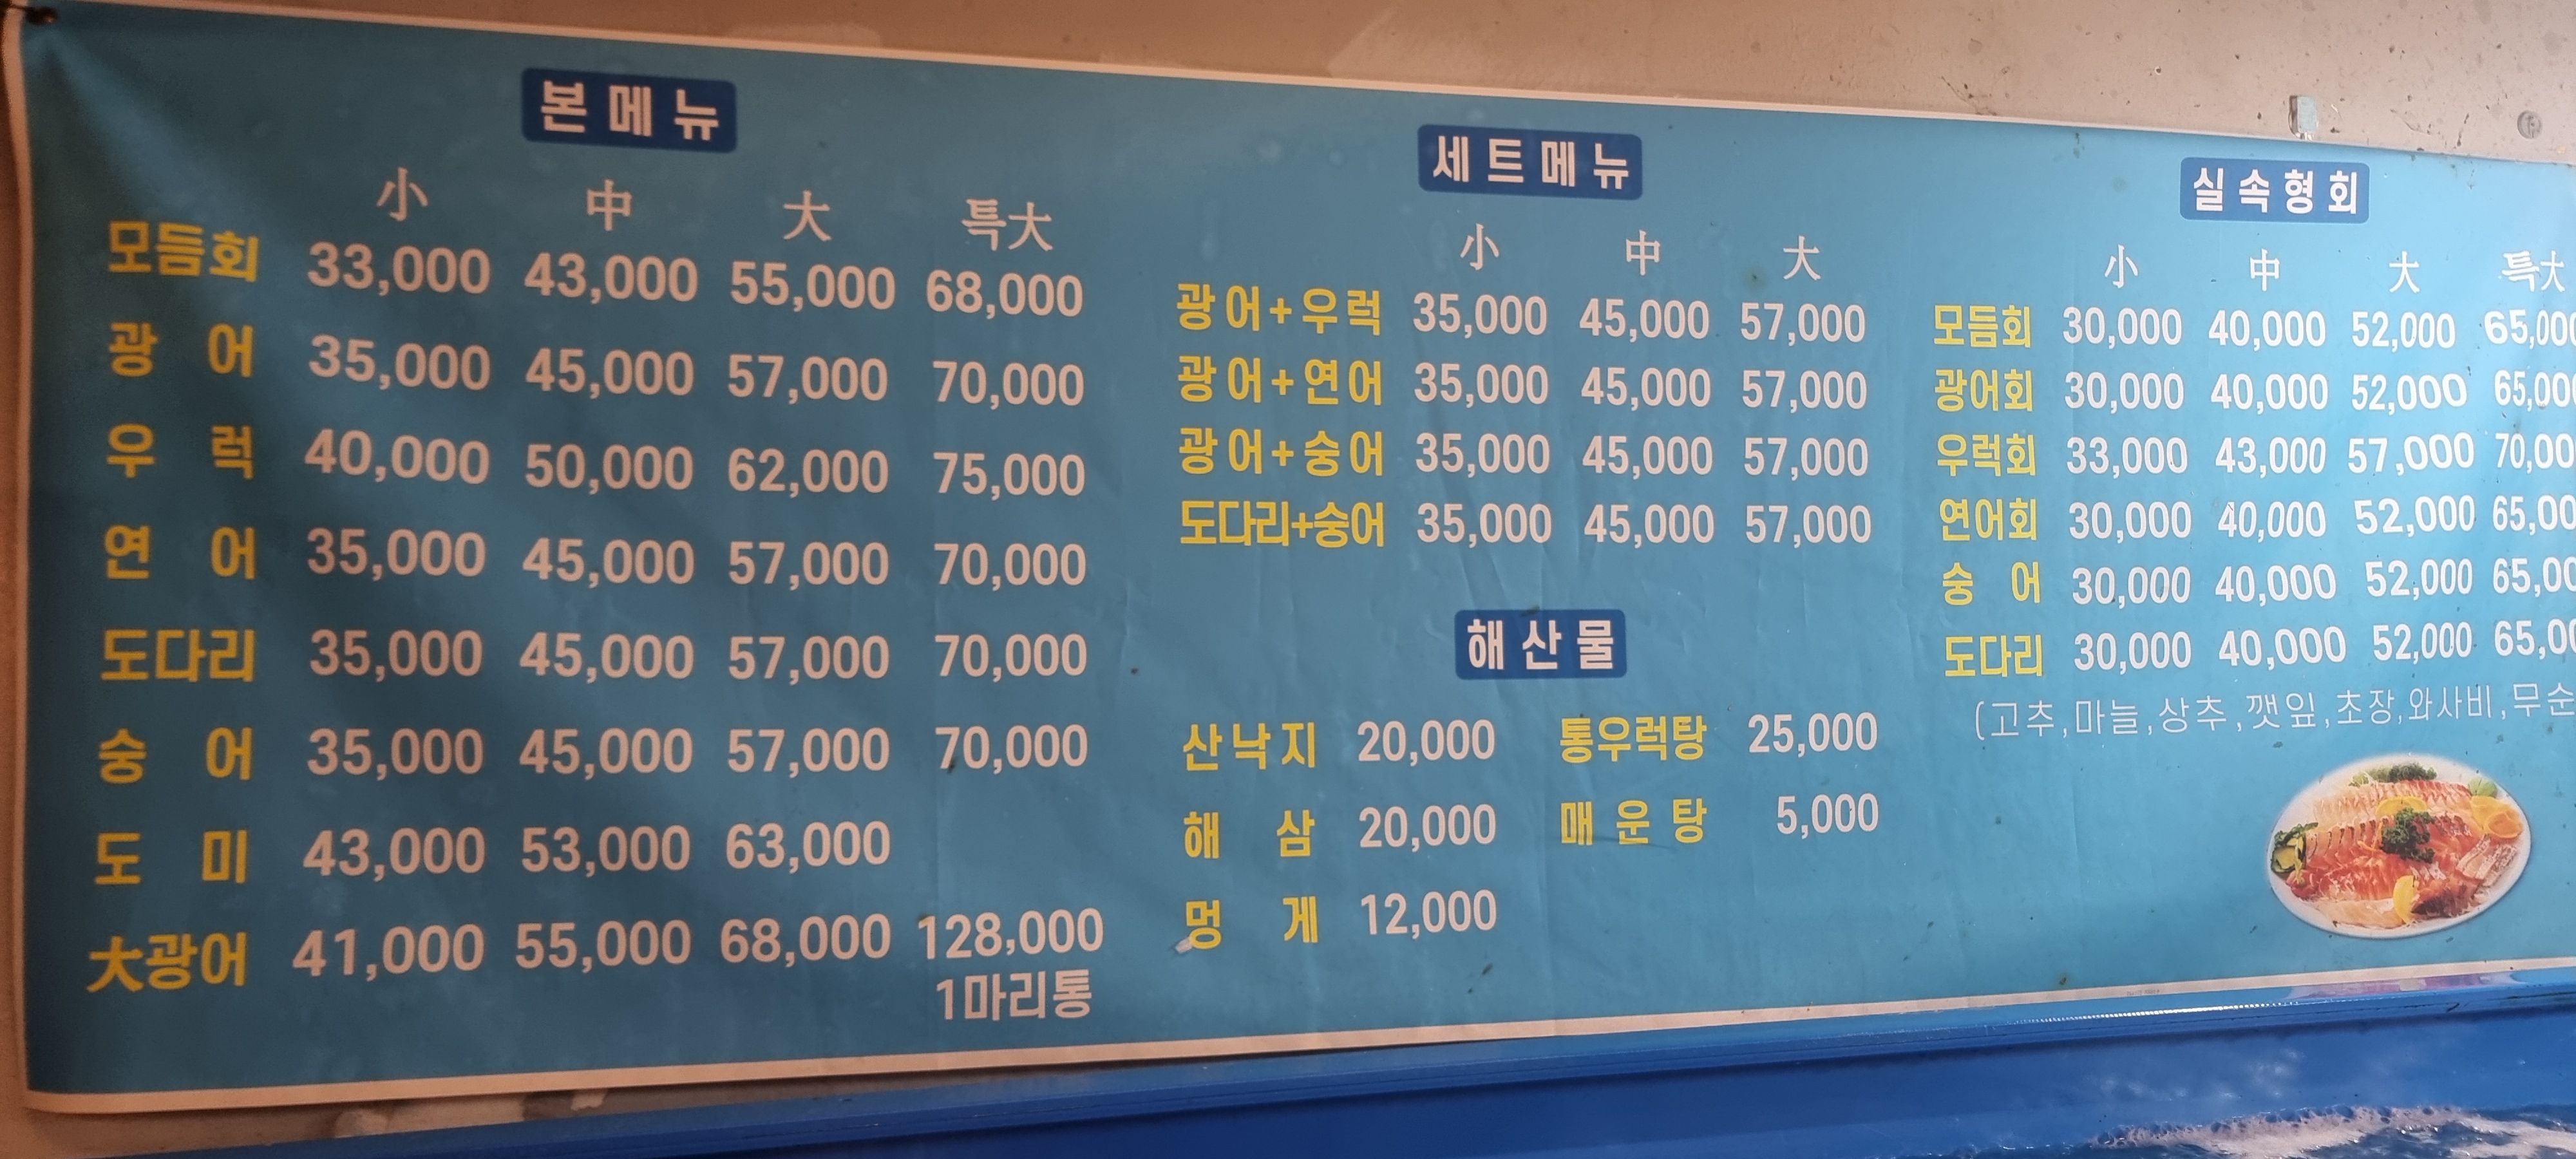 본메뉴
小 中 大 특大
모듬회 33,000 43,000 55,000 68,000
광어 35,000 45,000 57,000 70,000
우럭 40,000 50,000 62,000 75,000
연어 35,000 45,000 57,000 70,000
도다리 35,000 45,000 57,000 70,000
숭어 35,000 45,000 57,000 70,000
도미 43,000 53,000 63,000
大광어 41,000 55,000 68,000 128,000
1마리통
세트메뉴
小 中 大
광어+우럭 35,000 45,000 57,000
광어+연어 35,000 45,000 57,000
광어+숭어 35,000 45,000 57,000
도다리+숭어 35,000 45,000 57,000
해산물
산낙지 20,000 통우럭탕 25,000
해삼 20,000 매운탕 5,000
멍게 12,000
실속형회
小 中 大 특大
모듬회 30,000 40,000 52,000
광어회 30,000 40,000 52,000
우럭회 33,000 43,000 57,000
연어회 30,000 40,000 52,000
숭어 30,000 40,000 52,000
도다리 30,000 40,000 52,000
(고추,마늘,상추,깻잎,초장,와사비,무순